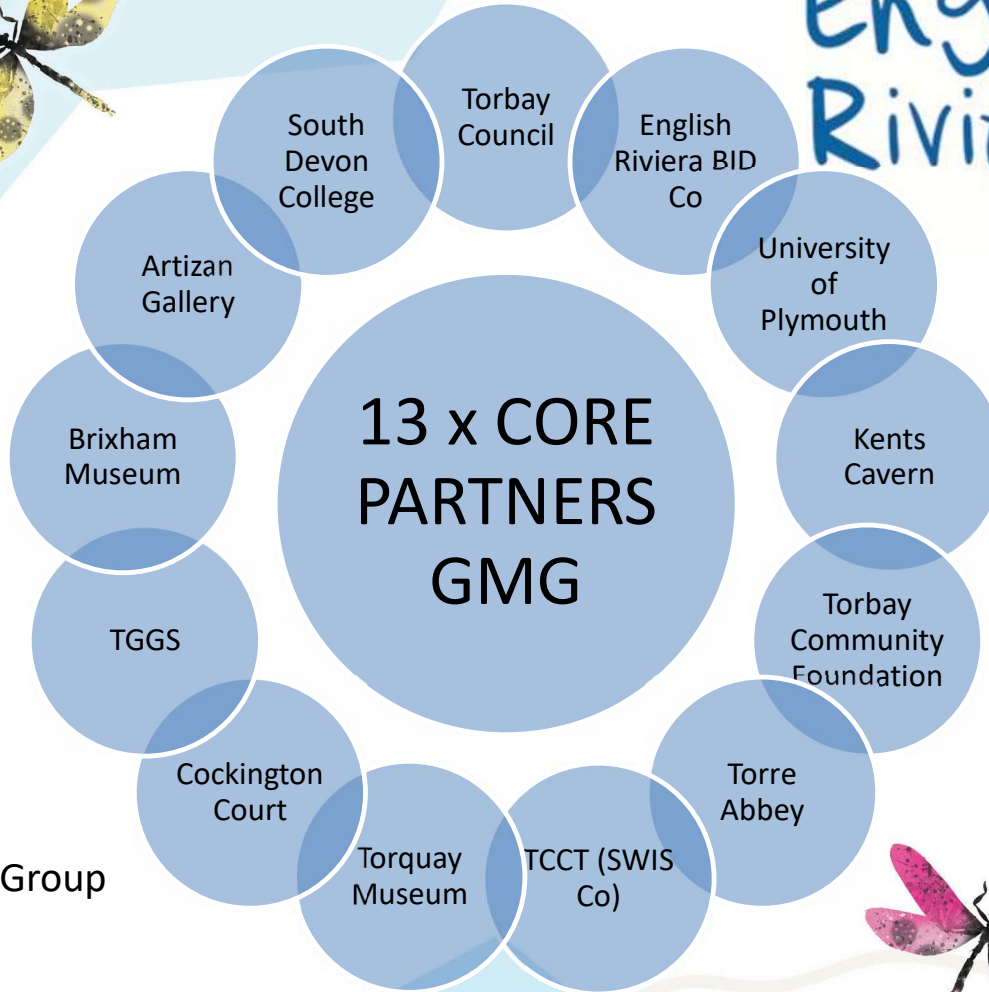 Torbay
Council
English
Riviera BID
Co
University
of
Plymouth
Kents
Cavern
Torbay
Community
Foundation
Torre
Abbey
TCCT (SWIS
Co)
Torquay
Museum
Cockington
Court
TGGS
Brixham
Museum
Artizan
Gallery
South
Devon
College
13 x CORE
PARTNERS
GMG
Group